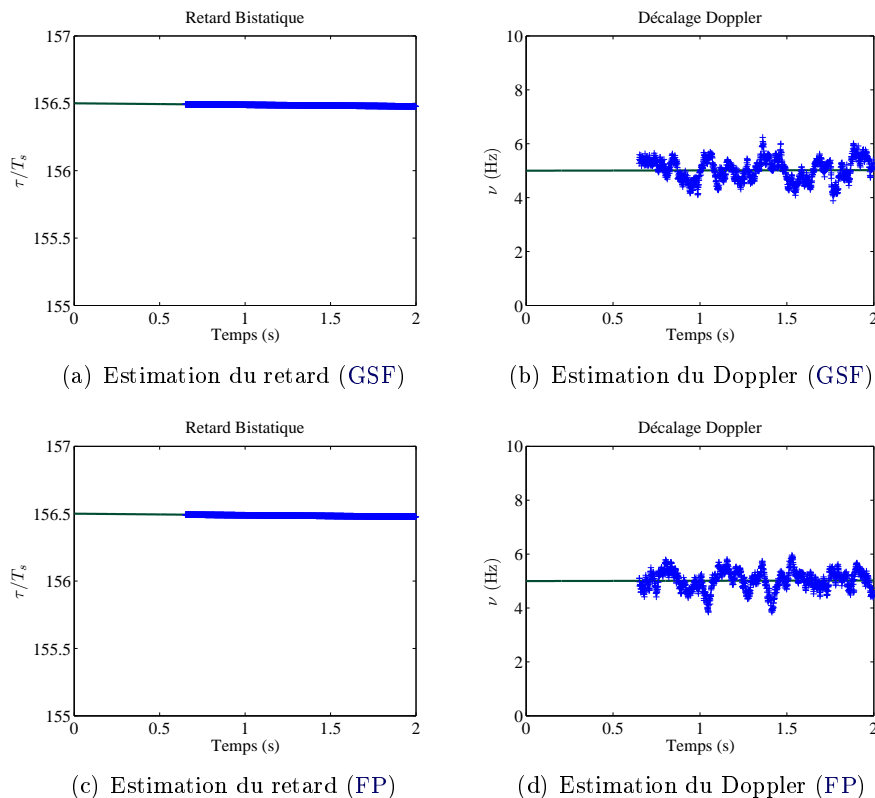 Retard Bistatique
157
156.5
156
155.5
155
τ/Ts
0 0.5 1 1.5 2
Temps (s)
(a) Estimation du retard (GSF)
Décalage Doppler
10
8
6
4
2
0
ν (Hz)
0 0.5 1 1.5 2
Temps (s)
(b) Estimation du Doppler (GSF)
Retard Bistatique
157
156.5
156
155.5
155
τ/Ts
0 0.5 1 1.5 2
Temps (s)
(c) Estimation du retard (FP)
Décalage Doppler
10
8
6
4
2
0
ν (Hz)
0 0.5 1 1.5 2
Temps (s)
(d) Estimation du Doppler (FP)